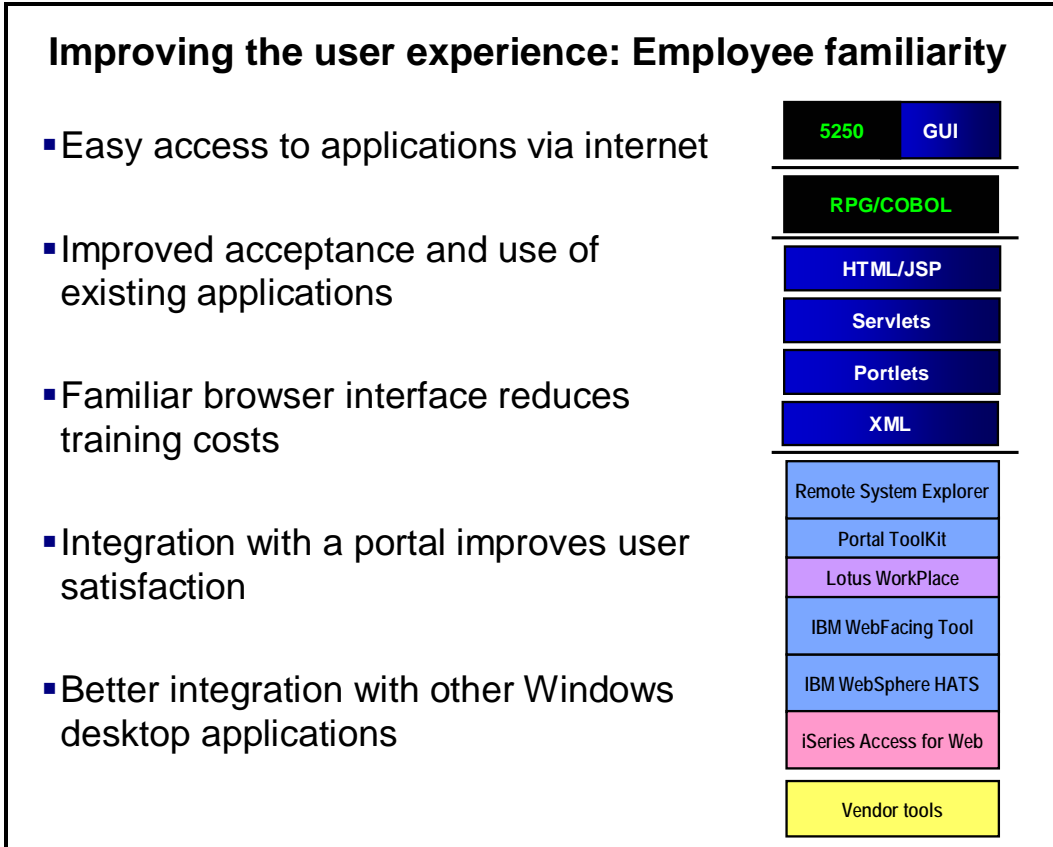 Improving the user experience: Employee familiarity
▪Easy access to applications via internet
▪Improved acceptance and use of
existing applications
▪Familiar browser interface reduces
training costs
▪Integration with a portal improves user
satisfaction
▪Better integration with other Windows
desktop applications
5250 GUI
RPG/COBOL
HTML/JSP
Servlets
Portlets
XML
Remote System Explorer
Portal ToolKit
Lotus WorkPlace
IBM WebFacing Tool
IBM WebSphere HATS
iSeries Access for Web
Vendor tools